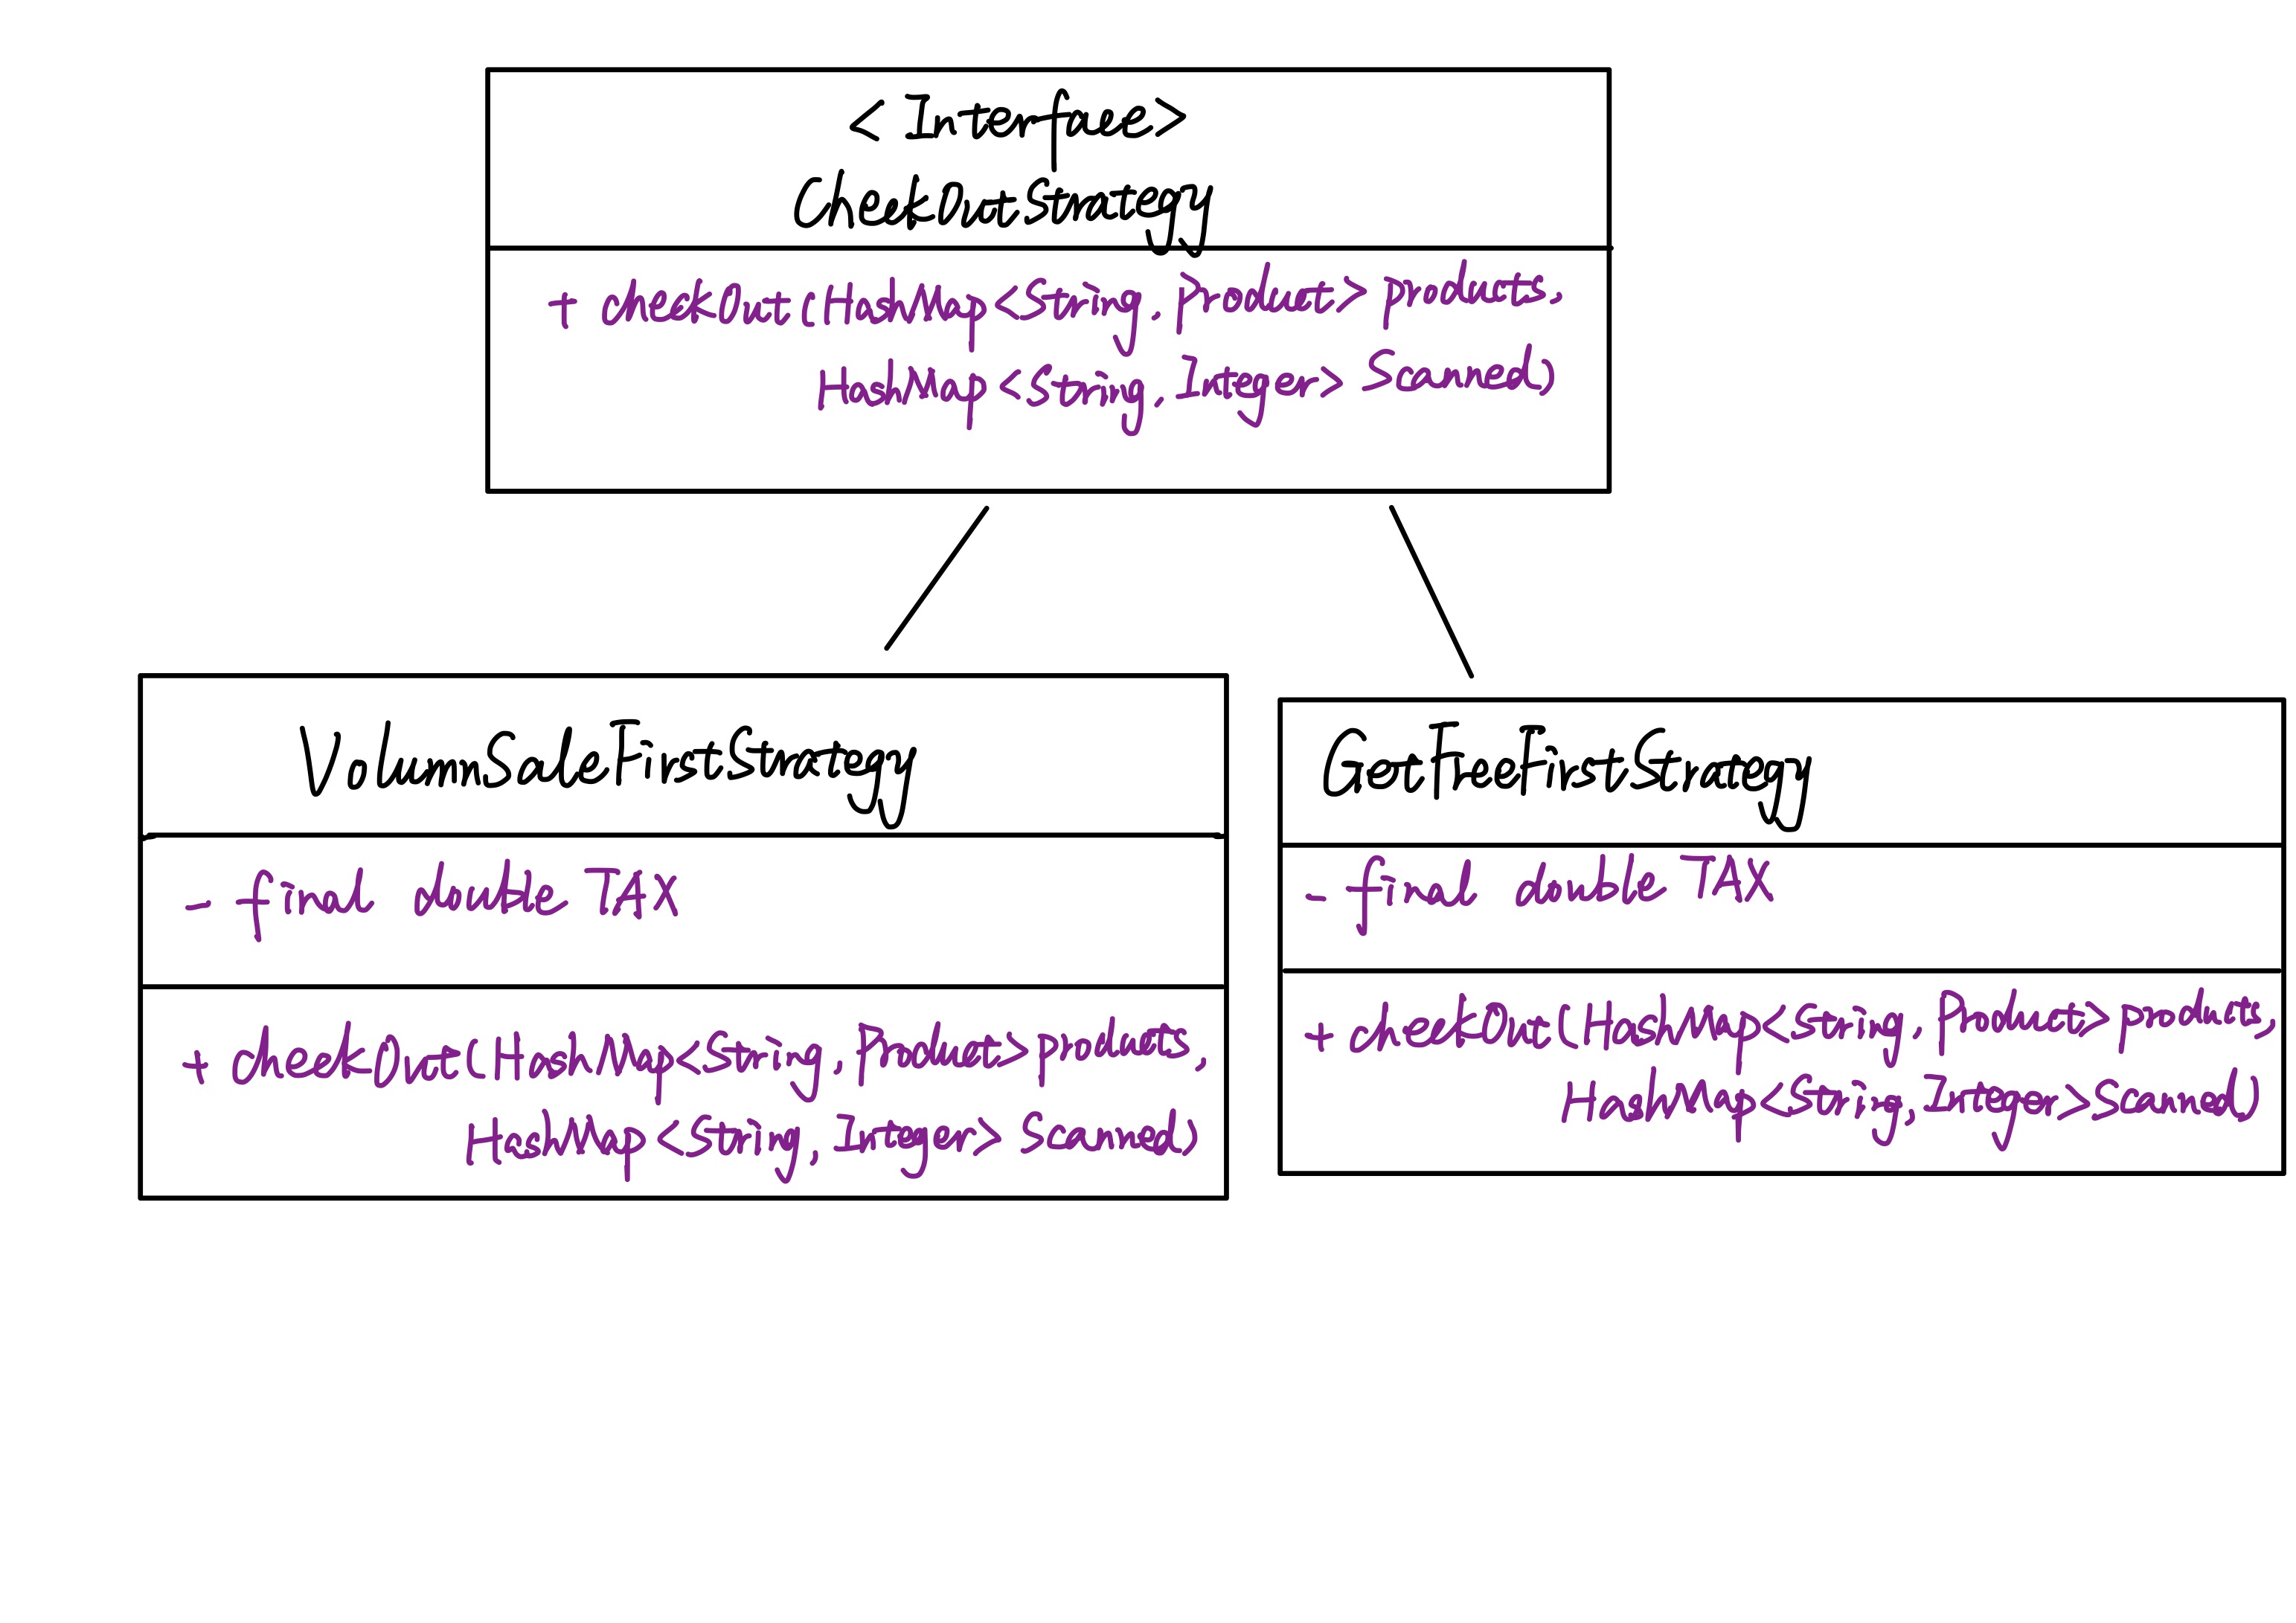 < Interface>
CheckOutStrategy
+ checkOut(HashMap<String, Product> products,
HashMap<String, Integer> Scanned)
VolumnSaleFirstStrategy
- final double TAX
+ checkOut(HashMap<String, Product> products,
HashMap<String, Integer> Scanned)
GetFreeFirstStrategy
- final double TAX
+ checkOut(HashMap<String, Product> products,
HashMap<String, Integer> Scanned)